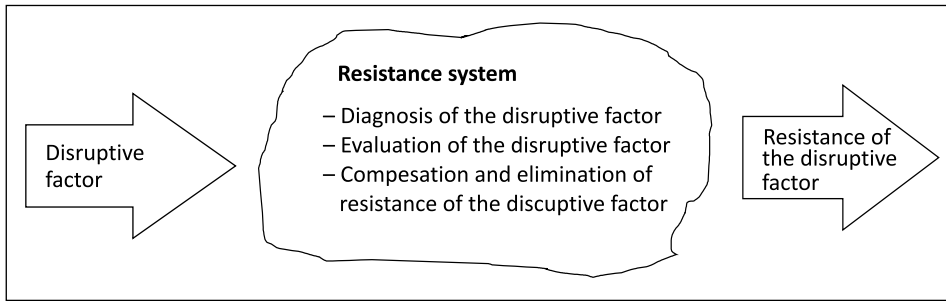 Disruptive
factor
Resistance system
– Diagnosis of the disruptive factor
– Evaluation of the disruptive factor
– Compesation and elimination of
resistance of the discuptive factor
Resistance of
the disruptive
factor